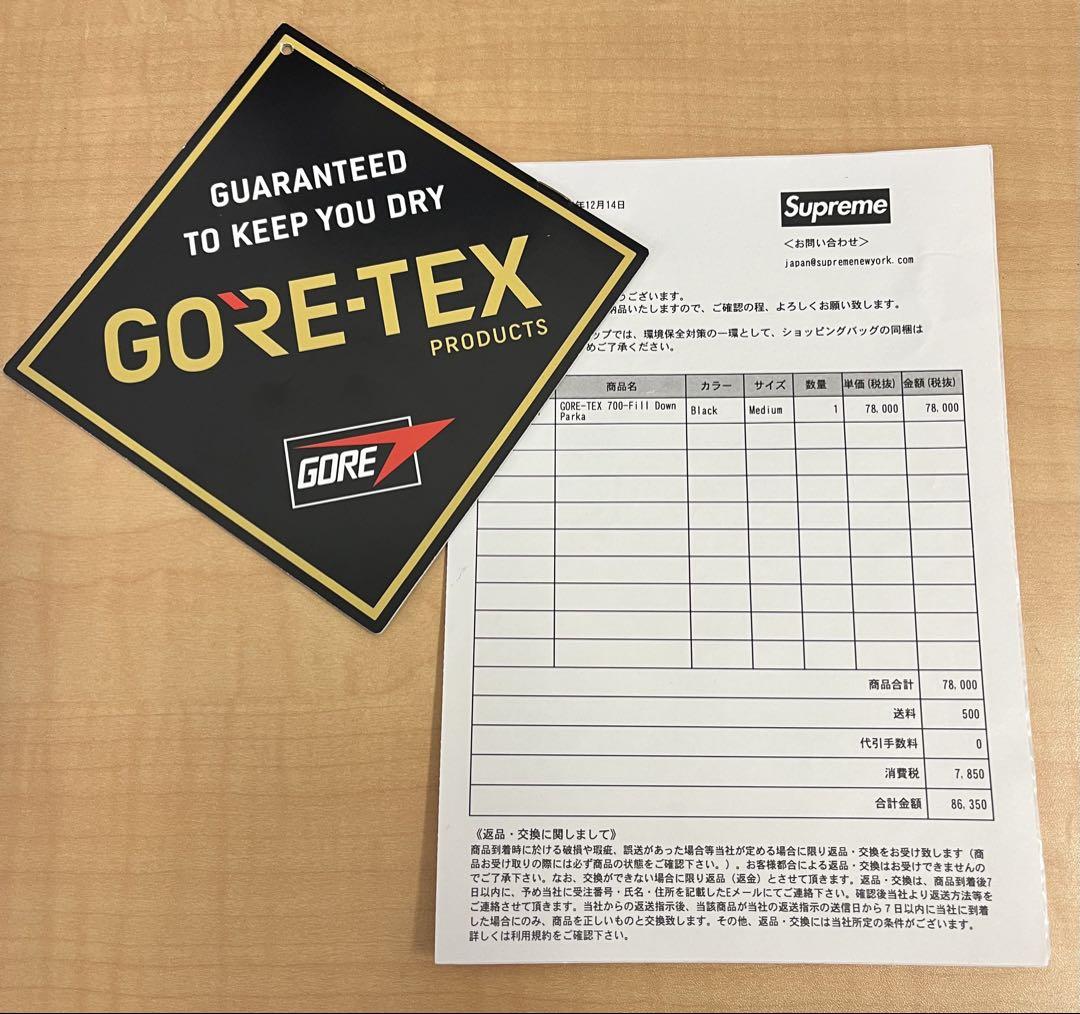 GUARANTEED
TO KEEP YOU DRY
GORE-TEX
PRODUCTS
GORE
年12月14日
Supreme
＜お問い合わせ＞
japan@supremenewyork.com
うございます。
納品いたしますので、ご確認の程、よろしくお願い致します。
ップでは、環境保全対策の一環として、ショッピングバッグの同梱は
めご了承ください。
商品名 カラー サイズ 数量 単価(税抜) 金額(税抜)
GORE-TEX 700-Fill Down Black Medium 1 78,000 78,000
Parka
商品合計 78,000
送料 500
代引手数料 0
消費税 7,850
合計金額 86,350
《返品・交換に関しまして》
商品到着時に於ける破損や瑕疵、誤送があった場合等当社が定める場合に限り返品・交換をお受け致します（商
品お受け取りの際には必ず商品の状態をご確認下さい。）。お客様都合による返品・交換はお受けできませんの
でご了承下さい。なお、交換ができない場合に限り返品（返金）とさせて頂きます。返品・交換は、商品到着後7
日以内に、予め当社に受注番号・氏名・住所を記載したEメールにてご連絡下さい。確認後当社より返送方法等を
ご連絡させて頂きます。当社からの返送指示後、当該商品が当社の返送指示の送信日から７日以内に当社に到着
した場合にのみ、商品を正しいものと交換致します。その他、返品・交換には当社所定の条件がございます。
詳しくは利用規約をご確認下さい。